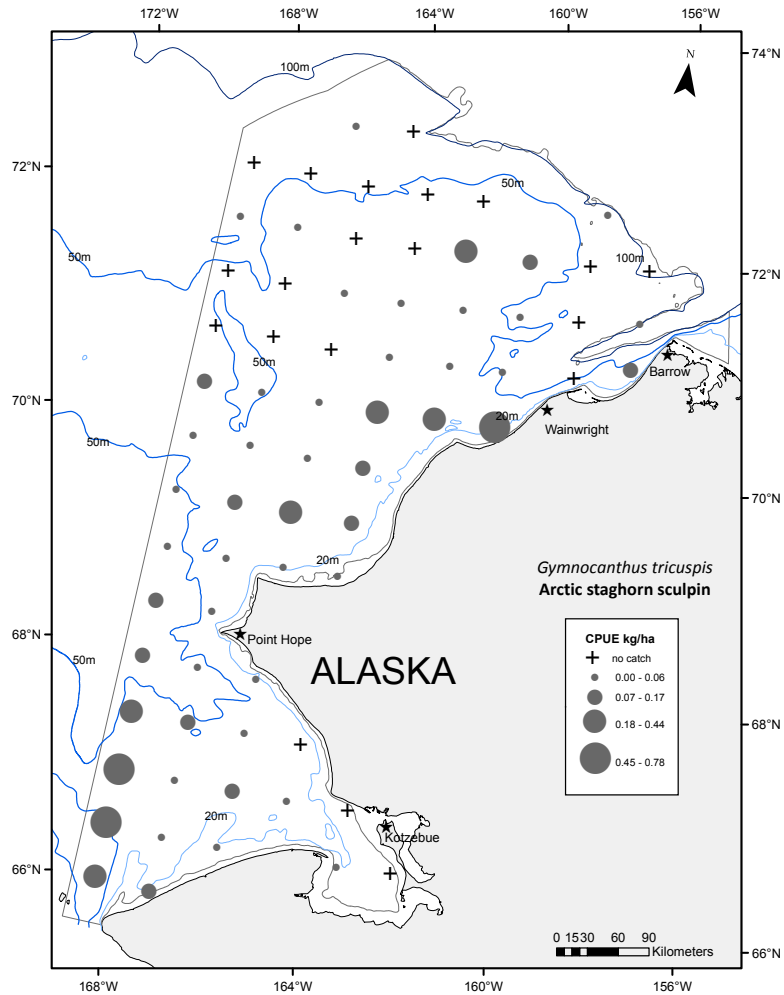 172°W 168°W 164°W 160°W 156°W
74°N
N
100m
72°N
50m
50m
100m
72°N
50m
Barrow
70°N
20m
Wainwright
50m
70°N
20m
Gymnocanthus tricuspis
Arctic staghorn sculpin
68°N
Point Hope
CPUE kg/ha
no catch
0.00 - 0.06
0.07 - 0.17
0.18 - 0.44
0.45 - 0.78
50m
ALASKA
68°N
20m
Kotzebue
66°N
0 15 30 60 90
Kilometers
66°N
168°W 164°W 160°W 156°W